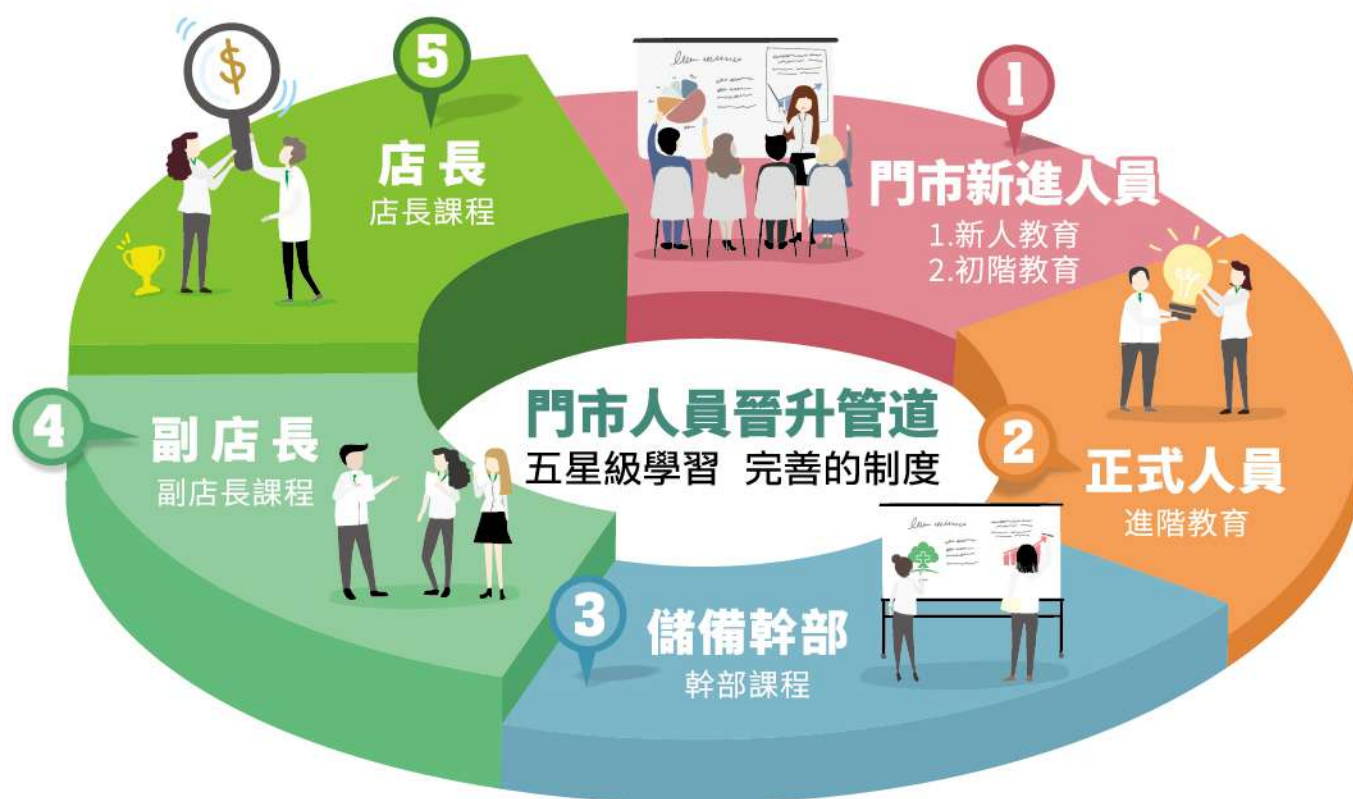 門市人員晉升管道
五星級學習 完善的制度
1
門市新進人員
1.新人教育
2.初階教育
2
正式人員
進階教育
3
儲備幹部
幹部課程
4
副店長
副店長課程
5
店長
店長課程
$